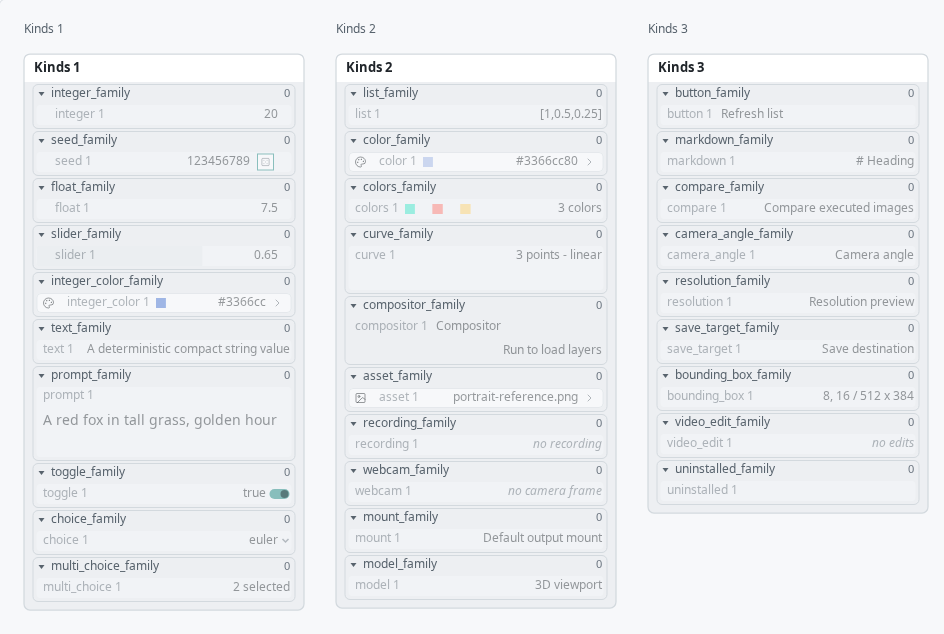 Kinds 1
Kinds 1
integer_family 0
integer 1 20
seed_family 0
seed 1 123456789
float_family 0
float 1 7.5
slider_family 0
slider 1 0.65
integer_color_family 0
integer_color 1 #3366cc
text_family 0
text 1 A deterministic compact string value
prompt_family 0
prompt 1
A red fox in tall grass, golden hour
toggle_family 0
toggle 1 true
choice_family 0
choice 1 euler
multi_choice_family 0
multi_choice 1 2 selected
Kinds 2
Kinds 2
list_family 0
list 1 [1,0.5,0.25]
color_family 0
color 1 #3366cc80
colors_family 0
colors 1 3 colors
curve_family 0
curve 1 3 points - linear
compositor_family 0
compositor 1 Compositor
Run to load layers
asset_family 0
asset 1 portrait-reference.png
recording_family 0
recording 1 no recording
webcam_family 0
webcam 1 no camera frame
mount_family 0
mount 1 Default output mount
model_family 0
model 1 3D viewport
Kinds 3
Kinds 3
button_family 0
button 1 Refresh list
markdown_family 0
markdown 1 # Heading
compare_family 0
compare 1 Compare executed images
camera_angle_family 0
camera_angle 1 Camera angle
resolution_family 0
resolution 1 Resolution preview
save_target_family 0
save_target 1 Save destination
bounding_box_family 0
bounding_box 1 8, 16 / 512 x 384
video_edit_family 0
video_edit 1 no edits
uninstalled_family 0
uninstalled 1